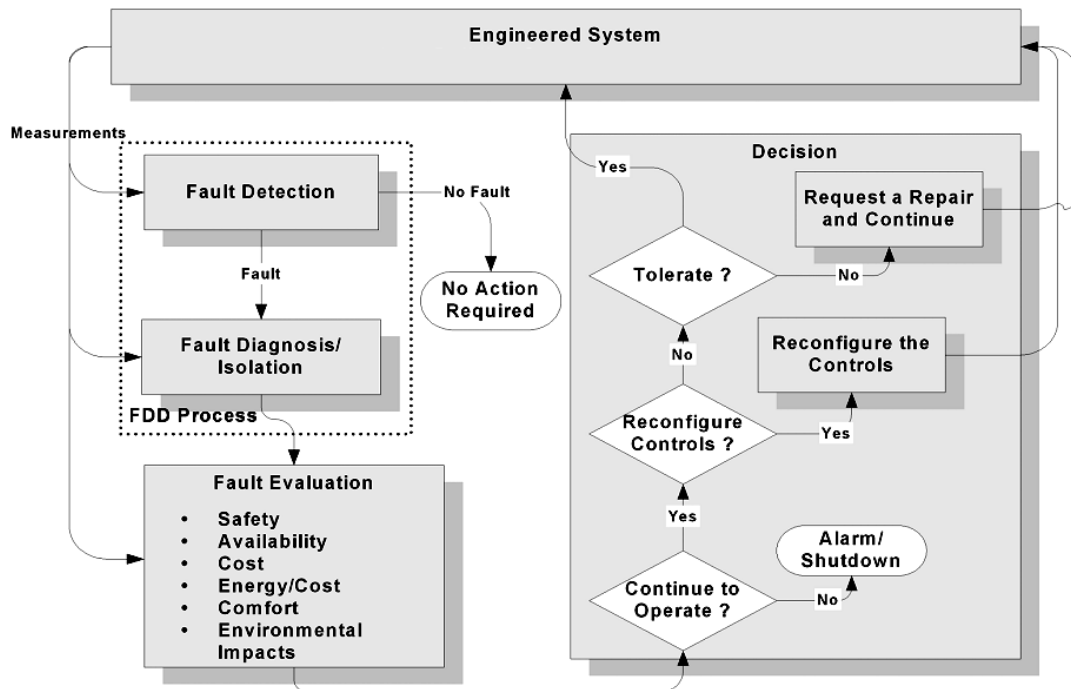 Engineered System
Measurements
Fault Detection
No Fault
Fault
No Action
Required
Fault Diagnosis/
Isolation
FDD Process
Fault Evaluation
• Safety
• Availability
• Cost
• Energy/Cost
• Comfort
• Environmental
Impacts
Decision
Yes
Request a Repair
and Continue
Tolerate ?
No
No
Reconfigure the
Controls
Reconfigure
Controls ?
Yes
Yes
Alarm/
Shutdown
Continue to
Operate ?
No